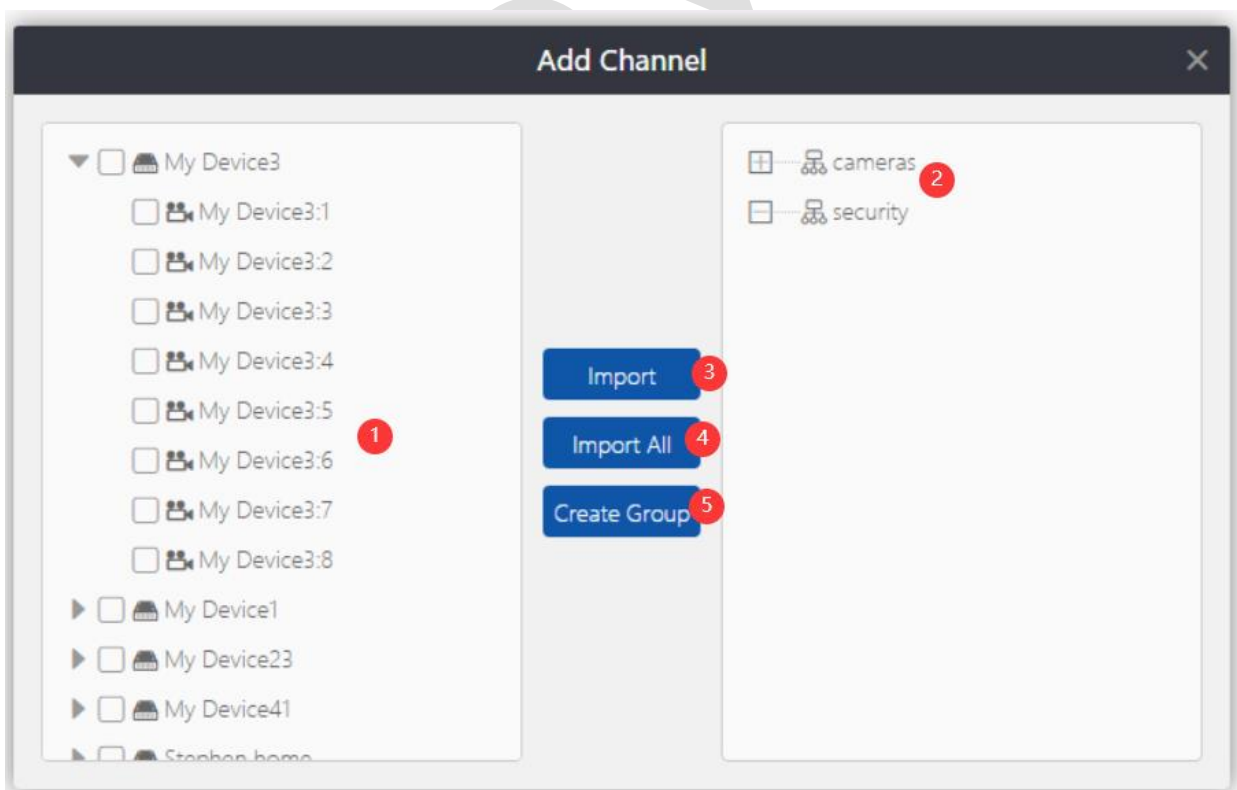 Add Channel
My Device3
My Device3:1
My Device3:2
My Device3:3
My Device3:4
My Device3:5
My Device3:6
My Device3:7
My Device3:8
My Device1
My Device23
My Device41
Stephen home
1
Import 3
Import All 4
Create Group 5
cameras
2
security